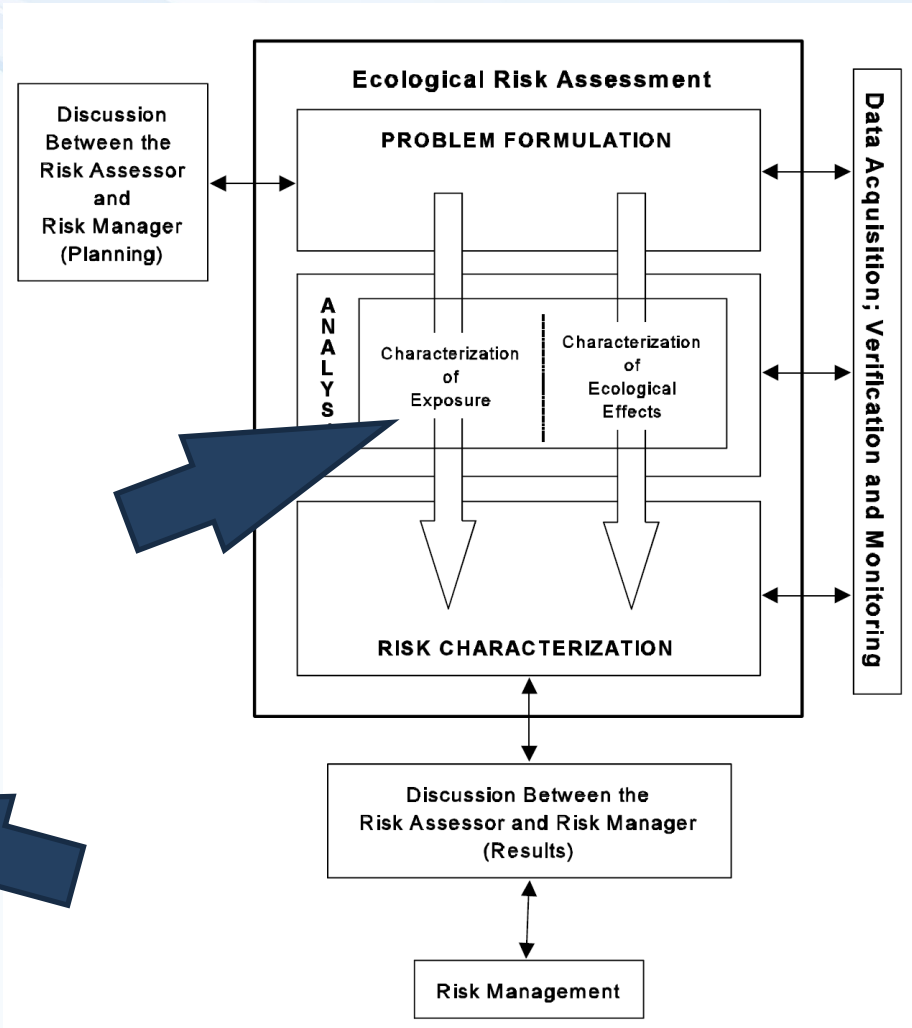 Ecological Risk Assessment
Discussion
Between the
Risk Assessor
and
Risk Manager
(Planning)
PROBLEM FORMULATION
Data Acquisition; Verification and Monitoring
A
N
A
L
Y
S
Characterization
of
Exposure
Characterization
of
Ecological
Effects
RISK CHARACTERIZATION
Discussion Between the
Risk Assessor and Risk Manager
(Results)
Risk Management